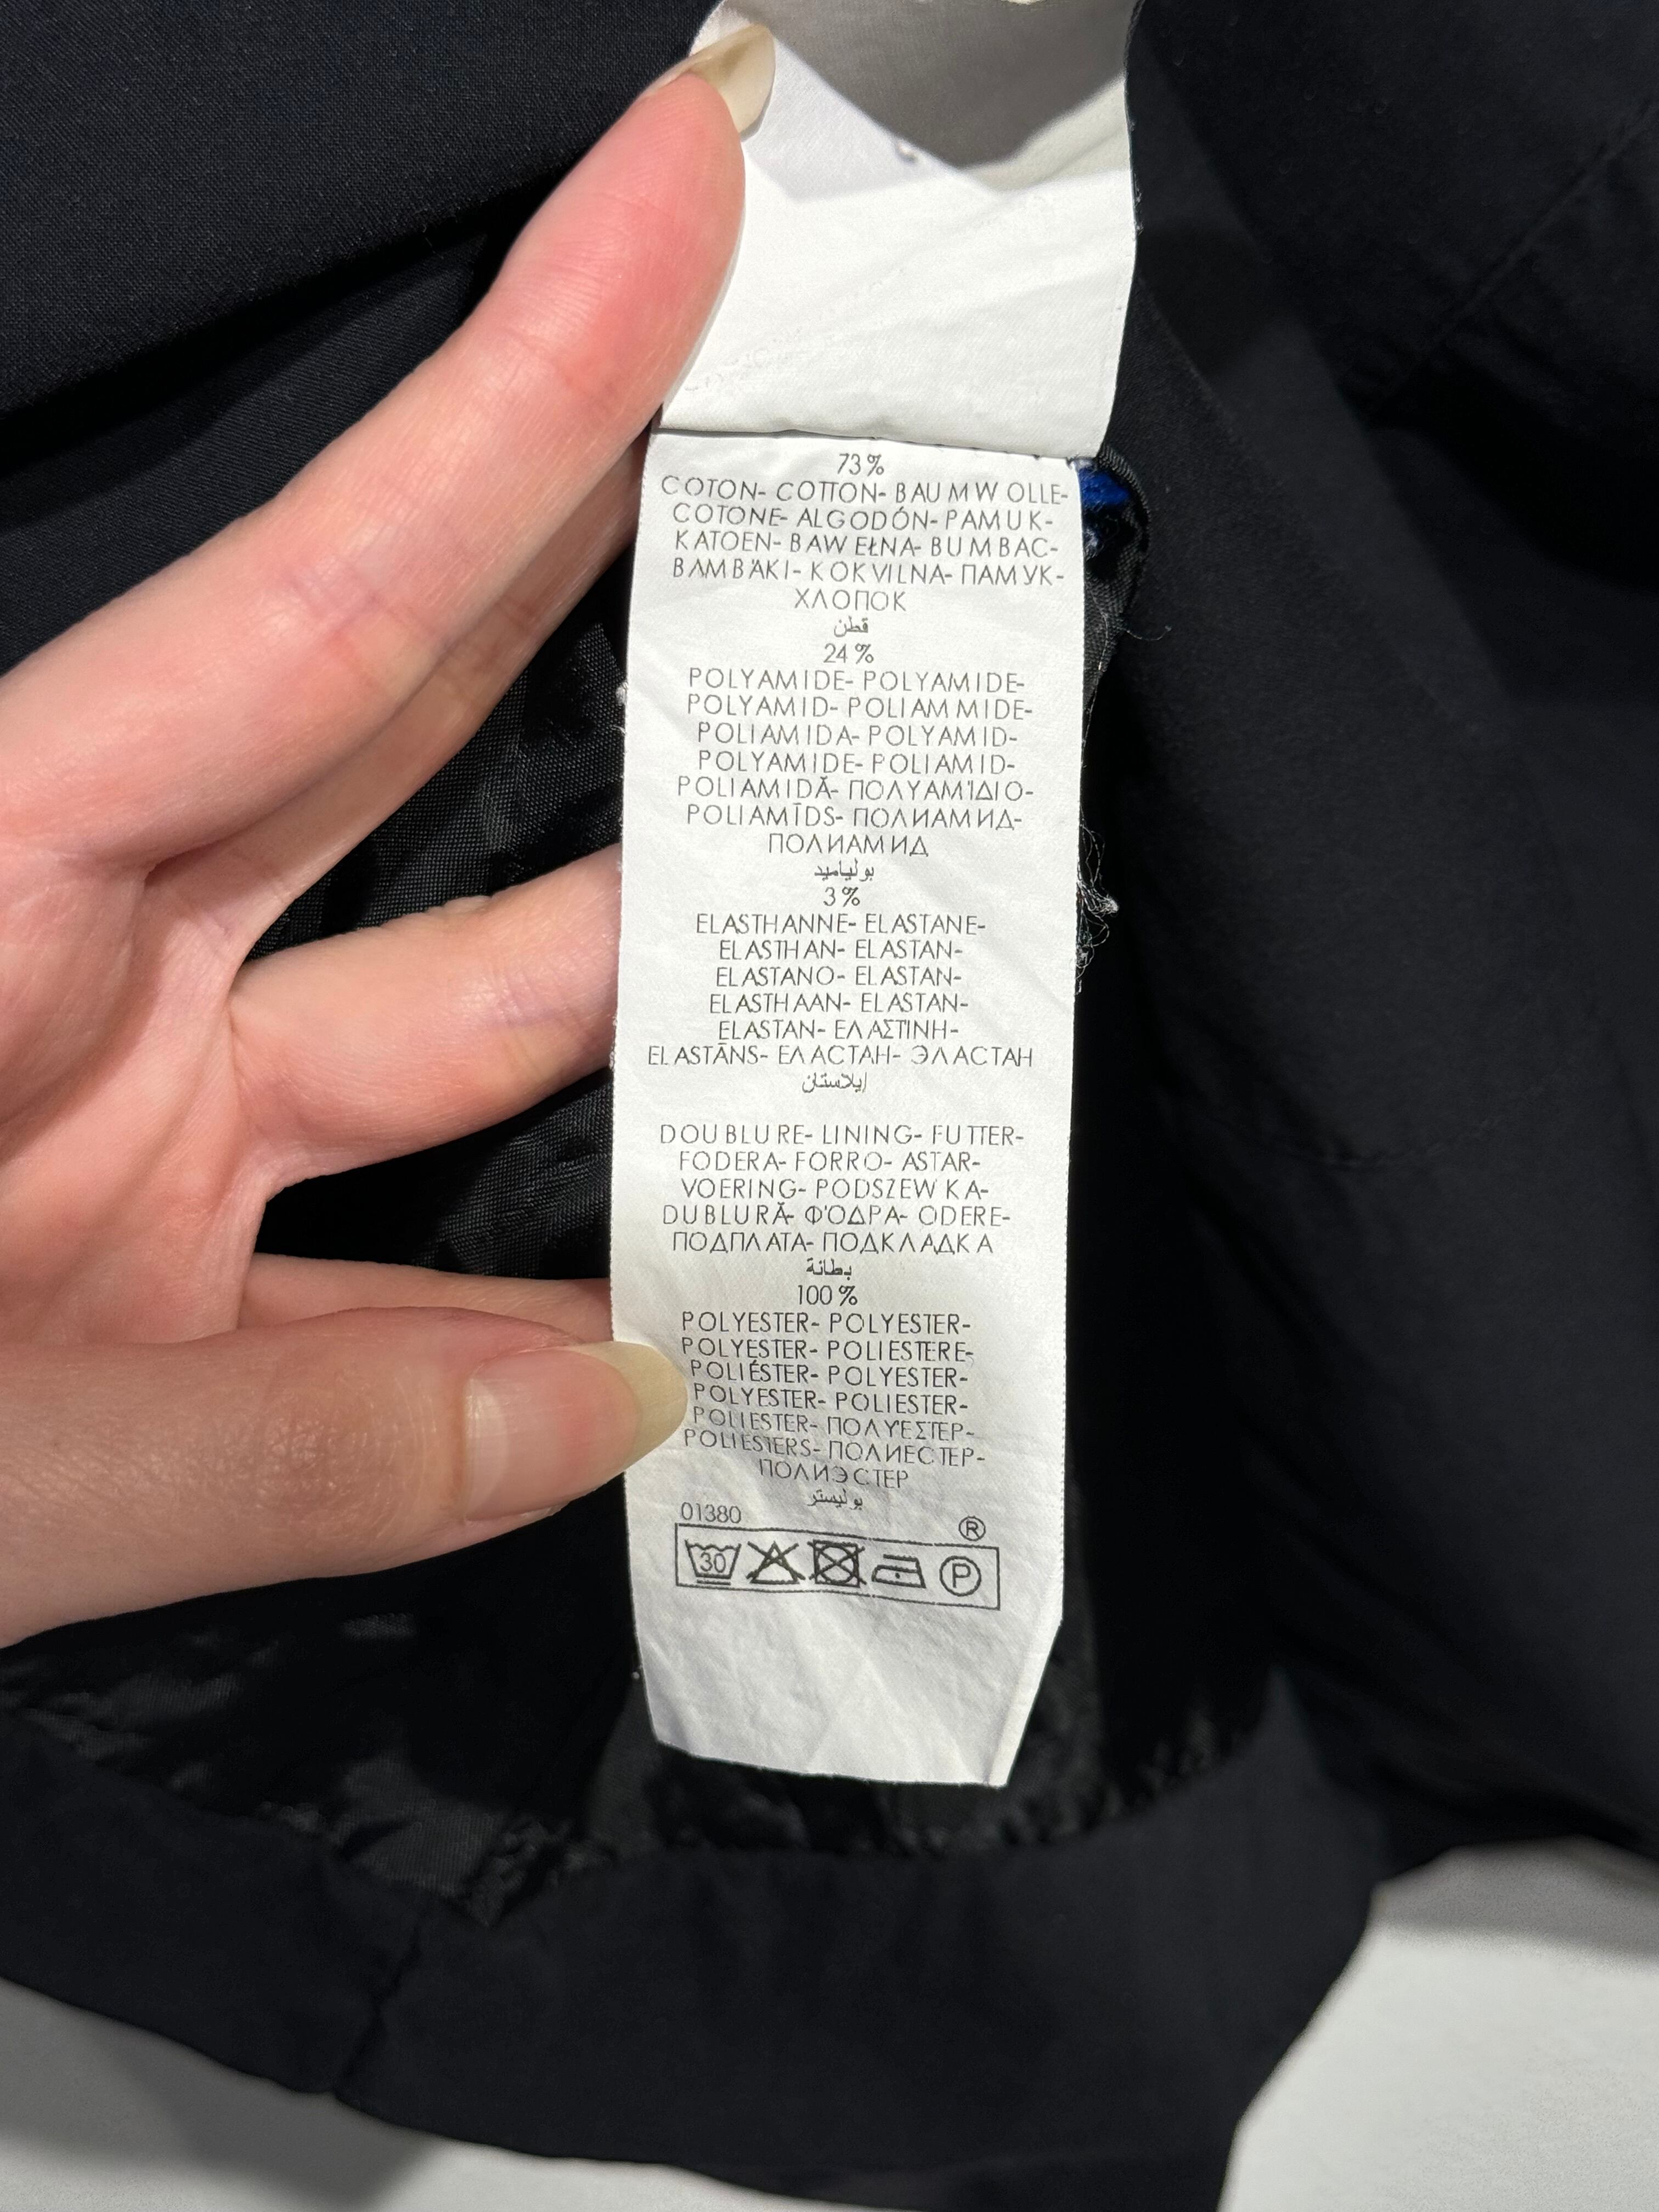 73%
COTON- COTTON- BAUMWOLLE-
COTONE- ALGODÓN- PAMUK-
KATOEN- BAWEŁNA- BUMBAC-
BAMBAKI- KOKVILNA- ПАМУК-
ХЛОПОК
قطن
24%
POLYAMIDE- POLYAMIDE-
POLYAMID- POLIAMMIDE-
POLIAMIDA- POLYAMID-
POLYAMIDE- POLIAMID-
POLIAMIDĂ- ΠΟΛΥΑΜΊΔΙΟ-
POLIAMĪDS- ПОЛИАМИД-
ПОЛИАМИД
بولياميد
3%
ELASTHANNE- ELASTANE-
ELASTHAN- ELASTAN-
ELASTANO- ELASTAN-
ELASTHAAN- ELASTAN-
ELASTAN- ΕΛΑΣΤΊΝΗ-
ELASTĀNS- ЕЛАСТАН- ЭЛАСТАН
إيلاستان
DOUBLURE- LINING- FUTTER-
FODERA- FORRO- ASTAR-
VOERING- PODSZEWKA-
DUBLURĂ- ΦΌΔΡΑ- ODERE-
ПОДПЛАТА- ПОДКЛАДКА
بطانة
100%
POLYESTER- POLYESTER-
POLYESTER- POLIESTERE-
POLIÉSTER- POLYESTER-
POLYESTER- POLIESTER-
POLIESTER- ΠΟΛΥΕΣΤΕΡ-
POLIESTERS- ПОЛИЕСТЕР-
ПОЛИЭСТЕР
بوليستر
01380 ®
30 P